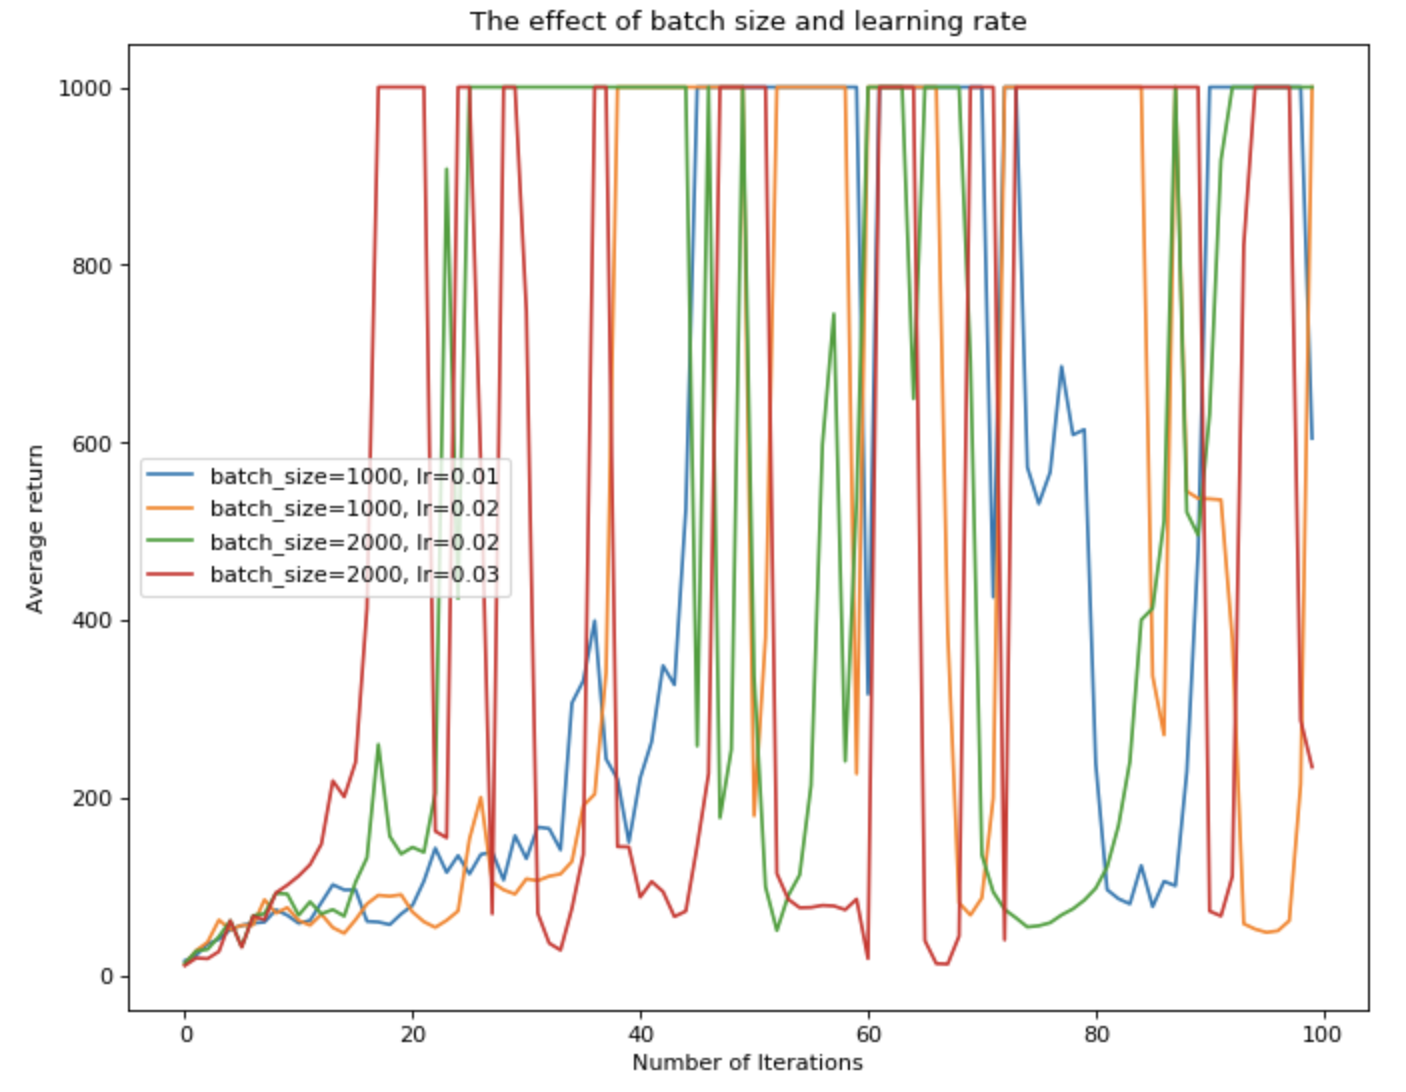 The effect of batch size and learning rate
1000
800
600
400
200
0
Average return
batch_size=1000, lr=0.01
batch_size=1000, lr=0.02
batch_size=2000, lr=0.02
batch_size=2000, lr=0.03
0 20 40 60 80 100
Number of Iterations